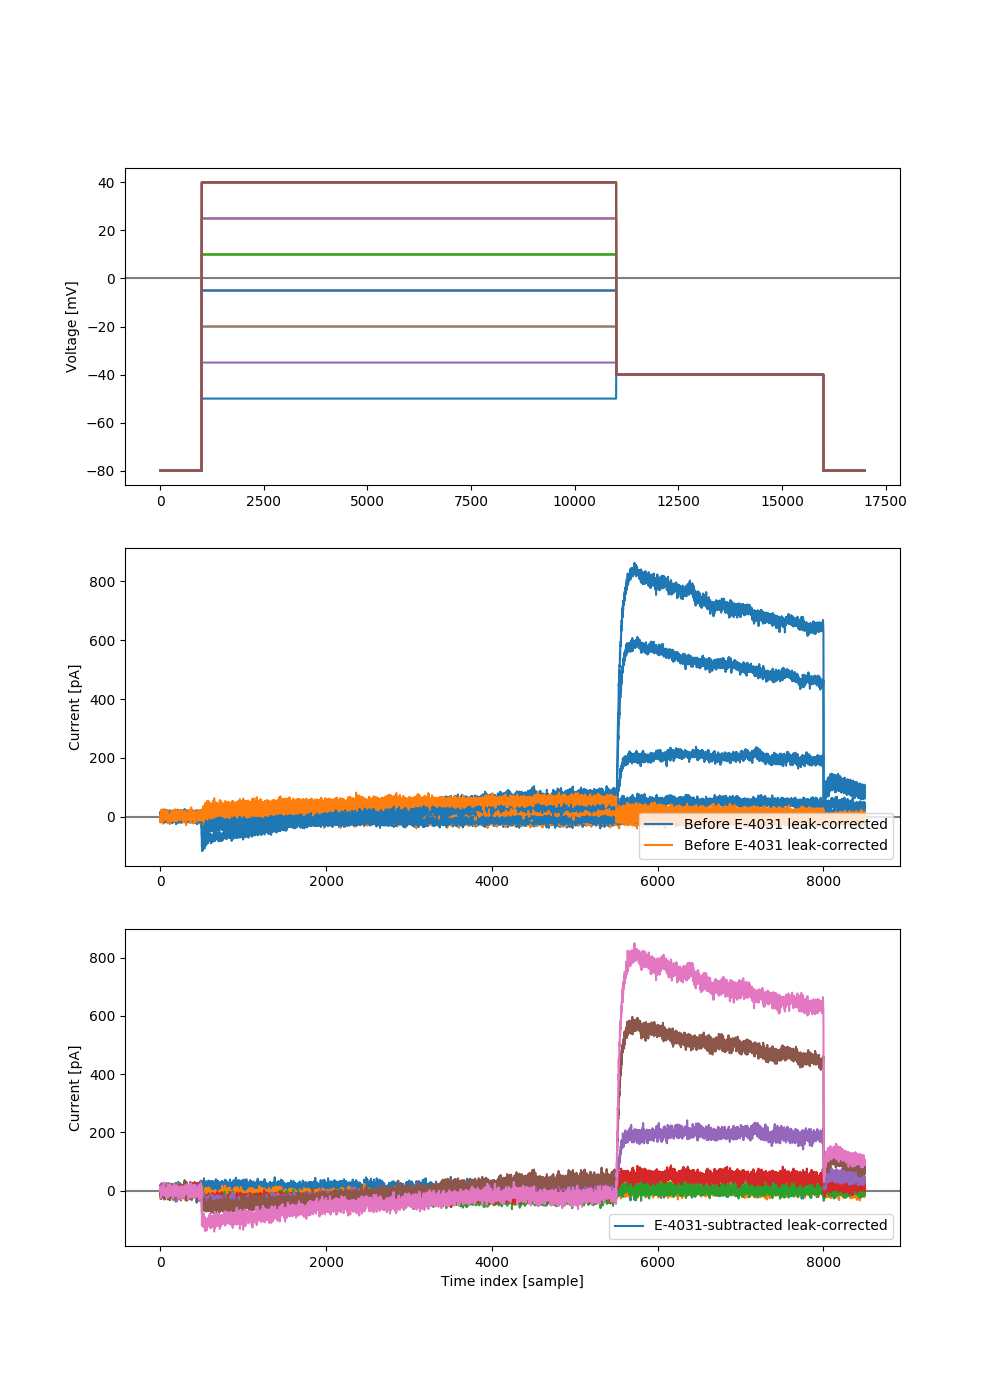 Voltage [mV]
40
20
0
−20
−40
−60
−80
0 2500 5000 7500 10000 12500 15000 17500
Current [pA]
800
600
400
200
0
Before E-4031 leak-corrected
Before E-4031 leak-corrected
0 2000 4000 6000 8000
Current [pA]
800
600
400
200
0
E-4031-subtracted leak-corrected
0 2000 4000 6000 8000
Time index [sample]